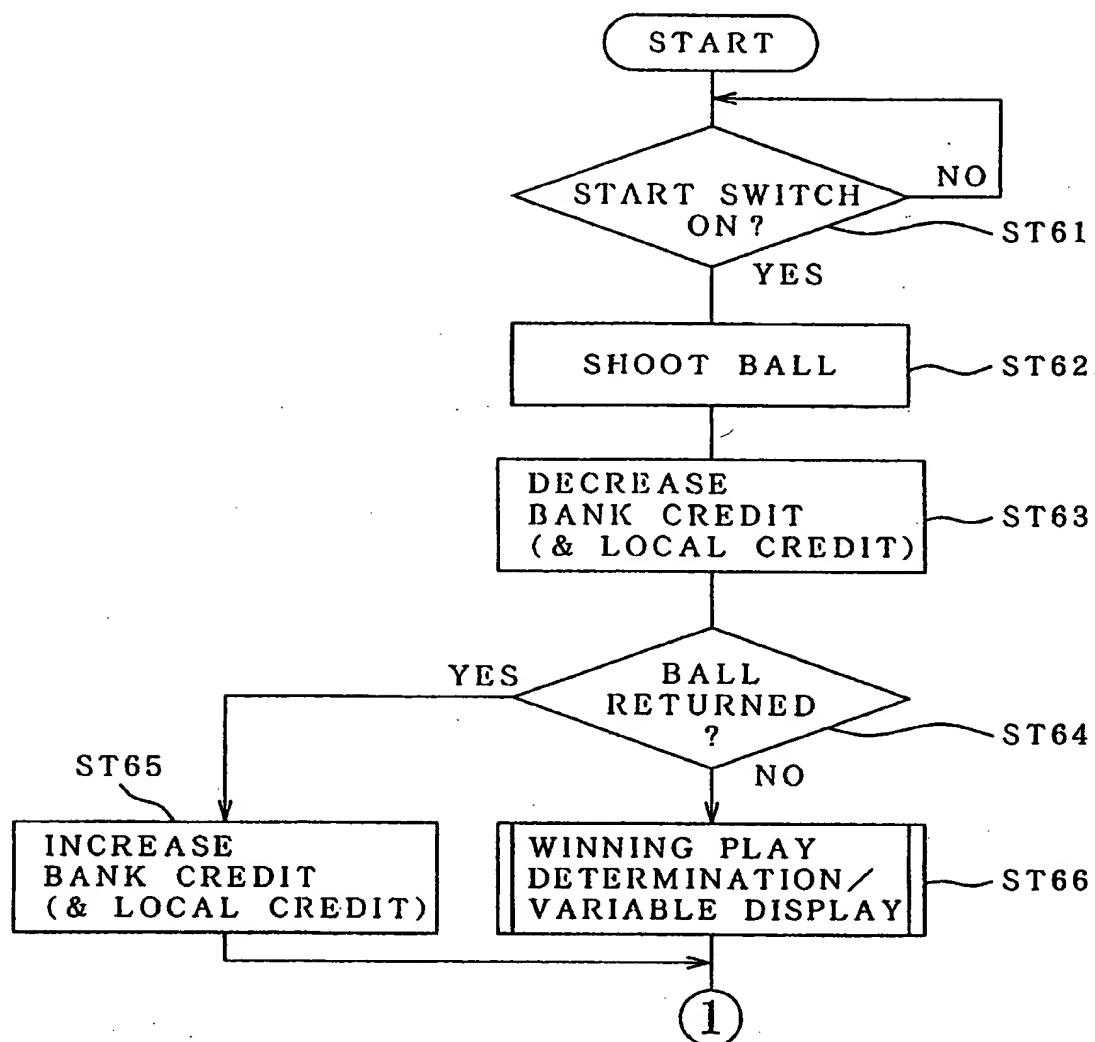 START
NO
START SWITCH
ON?
ST61
YES
SHOOT BALL
ST62
DECREASE
BANK CREDIT
(& LOCAL CREDIT)
ST63
YES
BALL
RETURNED
?
ST64
ST65
NO
INCREASE
BANK CREDIT
(& LOCAL CREDIT)
WINNING PLAY
DETERMINATION/
VARIABLE DISPLAY
ST66
1